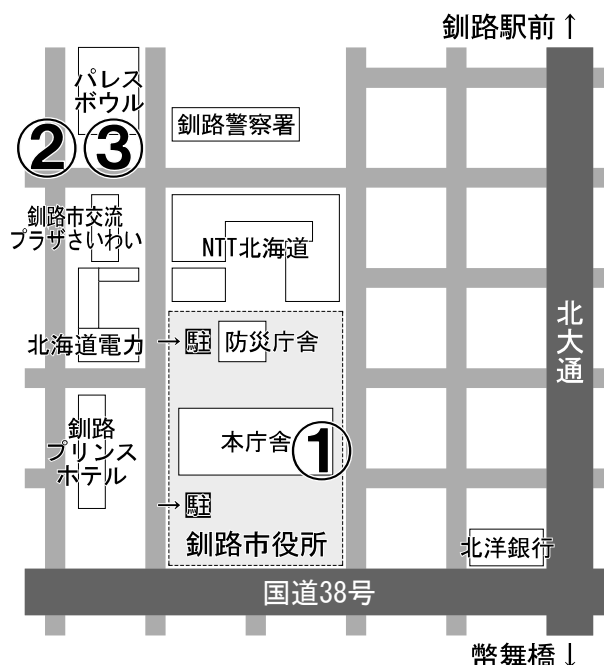 釧路駅前↑
パレス
ボウル
②
③
釧路警察署
釧路市交流
プラザさいわい
NTT北海道
北海道電力
→駐
防災庁舎
北大通
釧路
プリンス
ホテル
本庁舎
①
→駐
釧路市役所
北洋銀行
国道38号
幣舞橋↓